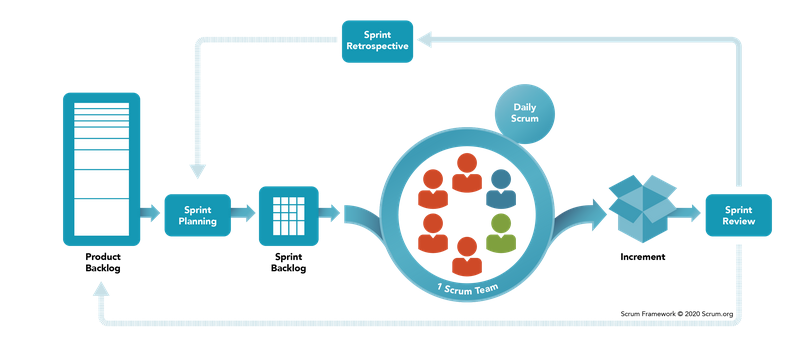 Sprint
Retrospective
Daily
Scrum
Sprint
Planning
Sprint
Review
Product
Backlog
Sprint
Backlog
1 Scrum Team
Increment
Scrum Framework © 2020 Scrum.org